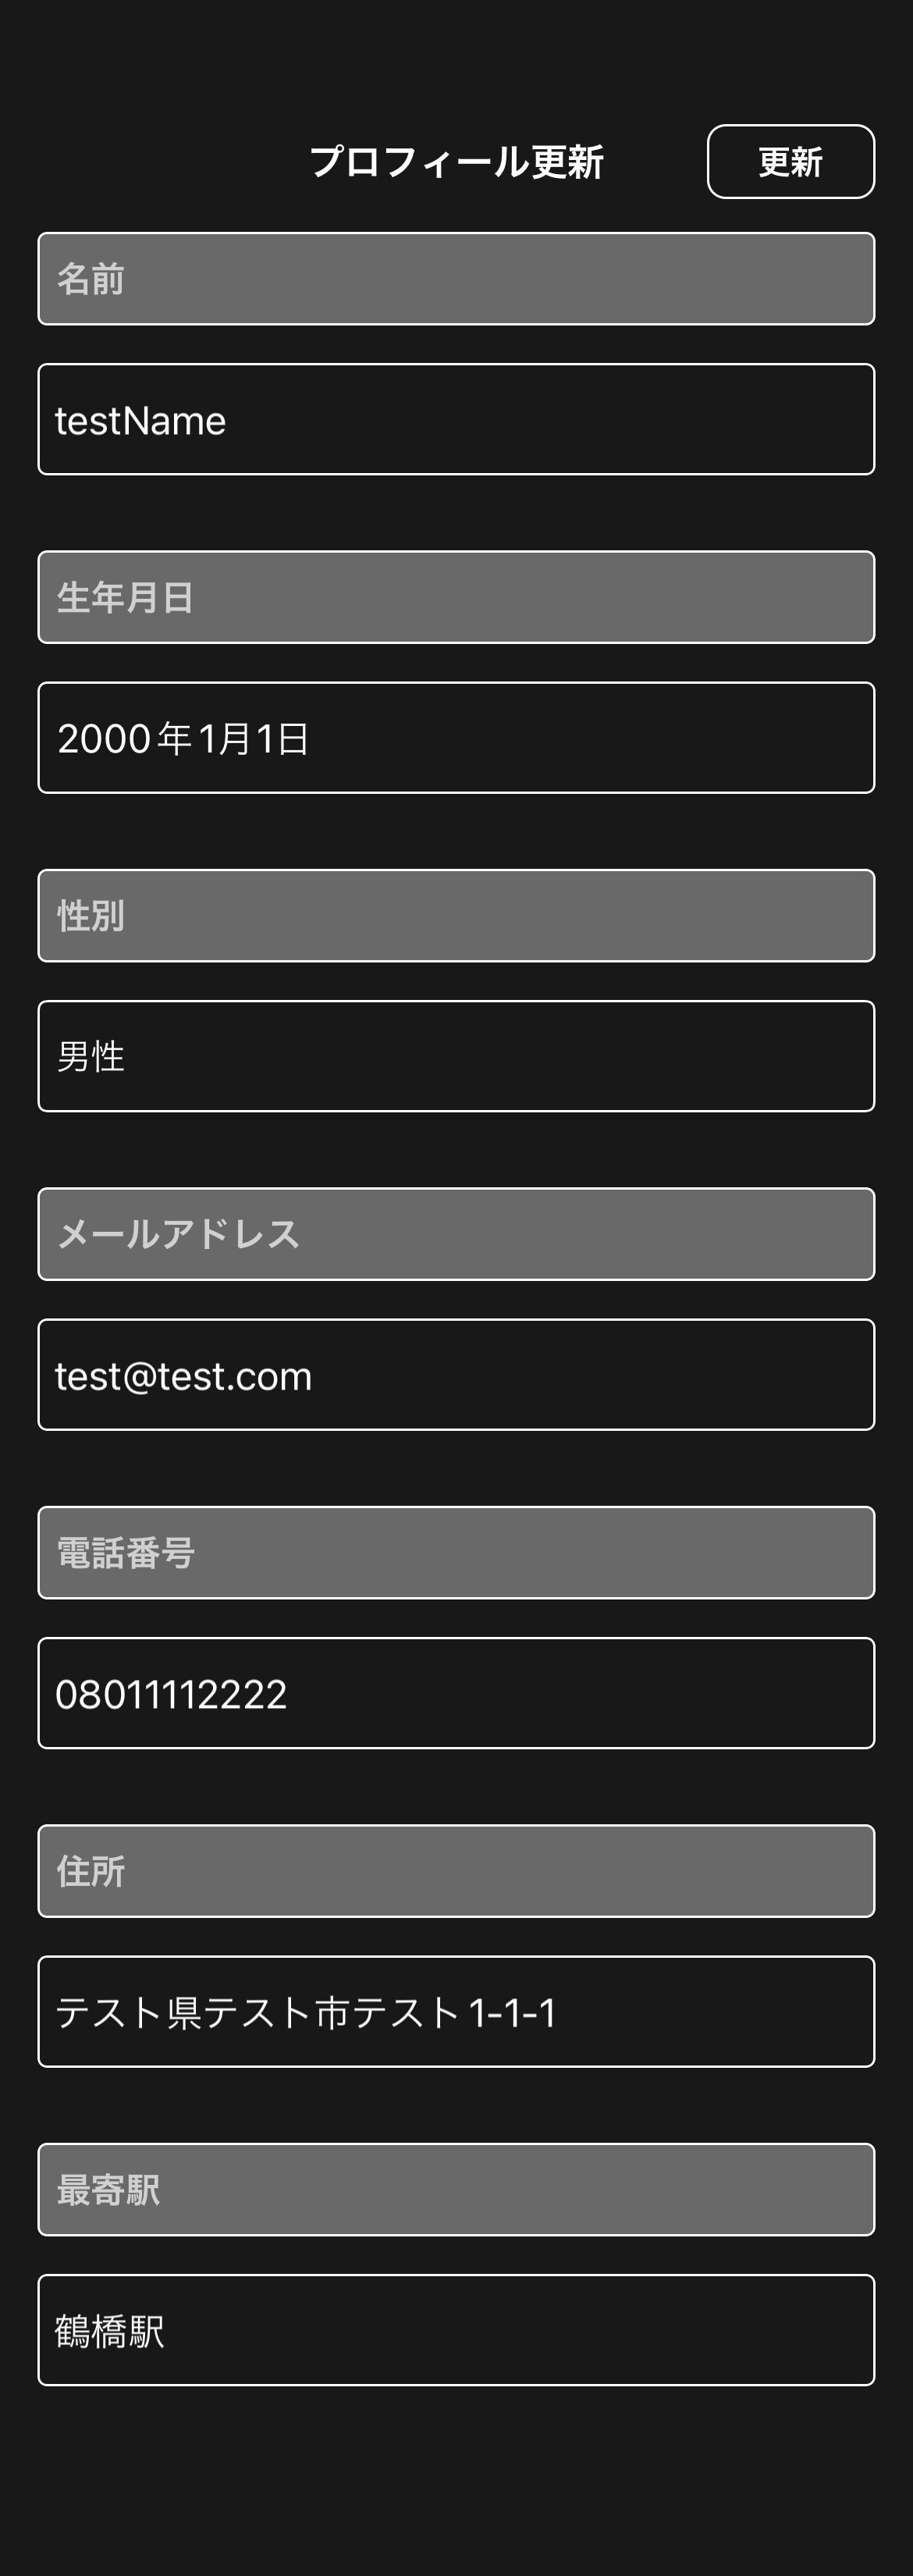 プロフィール更新
更新
名前
testName
生年月日
2000年1月1日
性別
男性
メールアドレス
test@test.com
電話番号
08011112222
住所
テスト県テスト市テスト1-1-1
最寄駅
鶴橋駅